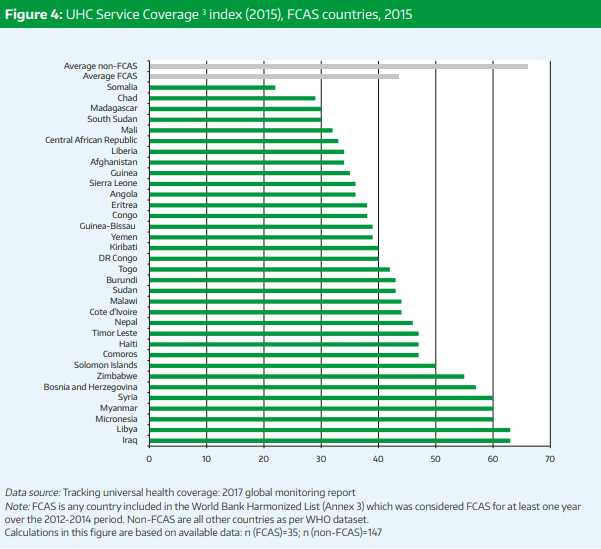 Figure 4: UHC Service Coverage ³ index (2015), FCAS countries, 2015
Average non-FCAS
Average FCAS
Somalia
Chad
Madagascar
South Sudan
Mali
Central African Republic
Liberia
Afghanistan
Guinea
Sierra Leone
Angola
Eritrea
Congo
Guinea-Bissau
Yemen
Kiribati
DR Congo
Togo
Burundi
Sudan
Malawi
Cote d'Ivoire
Nepal
Timor Leste
Haiti
Comoros
Solomon Islands
Zimbabwe
Bosnia and Herzegovina
Syria
Myanmar
Micronesia
Libya
Iraq
0 10 20 30 40 50 60 70
Data source: Tracking universal health coverage: 2017 global monitoring report
Note: FCAS is any country included in the World Bank Harmonized List (Annex 3) which was considered FCAS for at least one year
over the 2012-2014 period. Non-FCAS are all other countries as per WHO dataset.
Calculations in this figure are based on available data: n (FCAS)=35; n (non-FCAS)=147